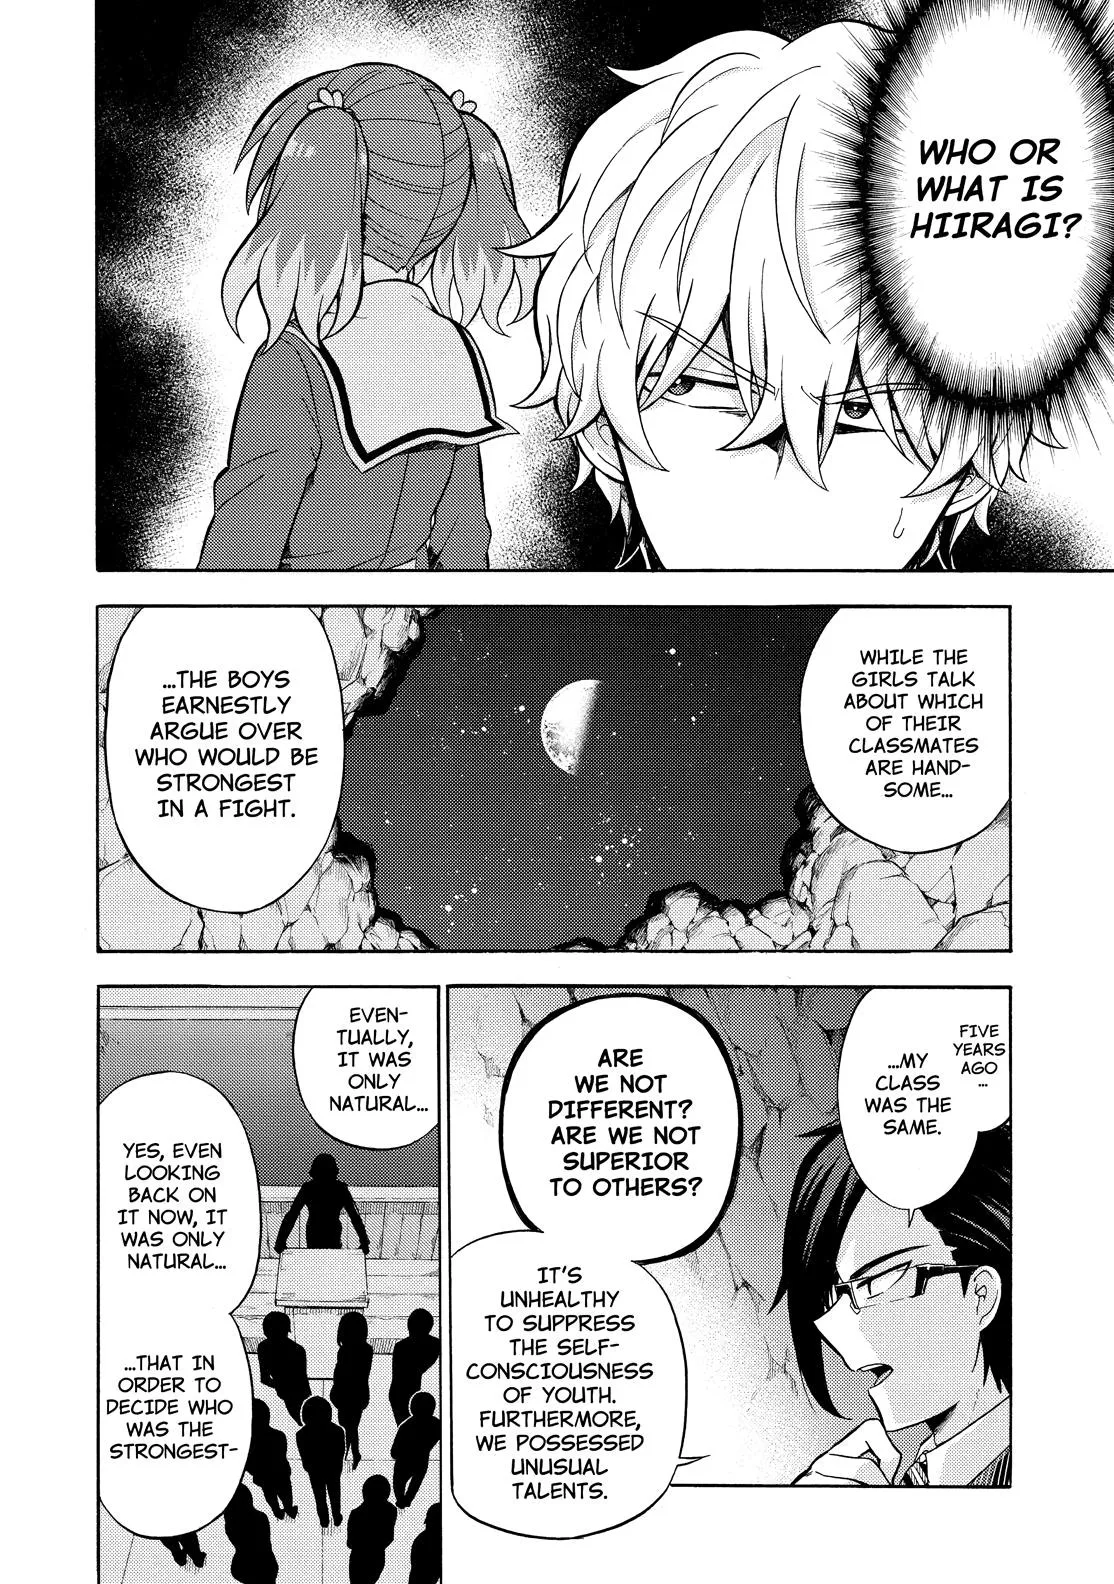 WHO OR
WHAT IS
HIIRAGI?
WHILE THE
GIRLS TALK
ABOUT WHICH
OF THEIR
CLASSMATES
ARE HAND-
SOME...
...THE BOYS
EARNESTLY
ARGUE OVER
WHO WOULD BE
STRONGEST
IN A FIGHT.
FIVE
YEARS
AGO
...
...MY
CLASS
WAS THE
SAME.
ARE
WE NOT
DIFFERENT?
ARE WE NOT
SUPERIOR
TO OTHERS?
IT'S
UNHEALTHY
TO SUPPRESS
THE SELF-
CONSCIOUSNESS
OF YOUTH.
FURTHERMORE,
WE POSSESSED
UNUSUAL
TALENTS.
EVEN-
TUALLY,
IT WAS
ONLY
NATURAL...
YES, EVEN
LOOKING
BACK ON
IT NOW, IT
WAS ONLY
NATURAL...
...THAT IN
ORDER TO
DECIDE WHO
WAS THE
STRONGEST-